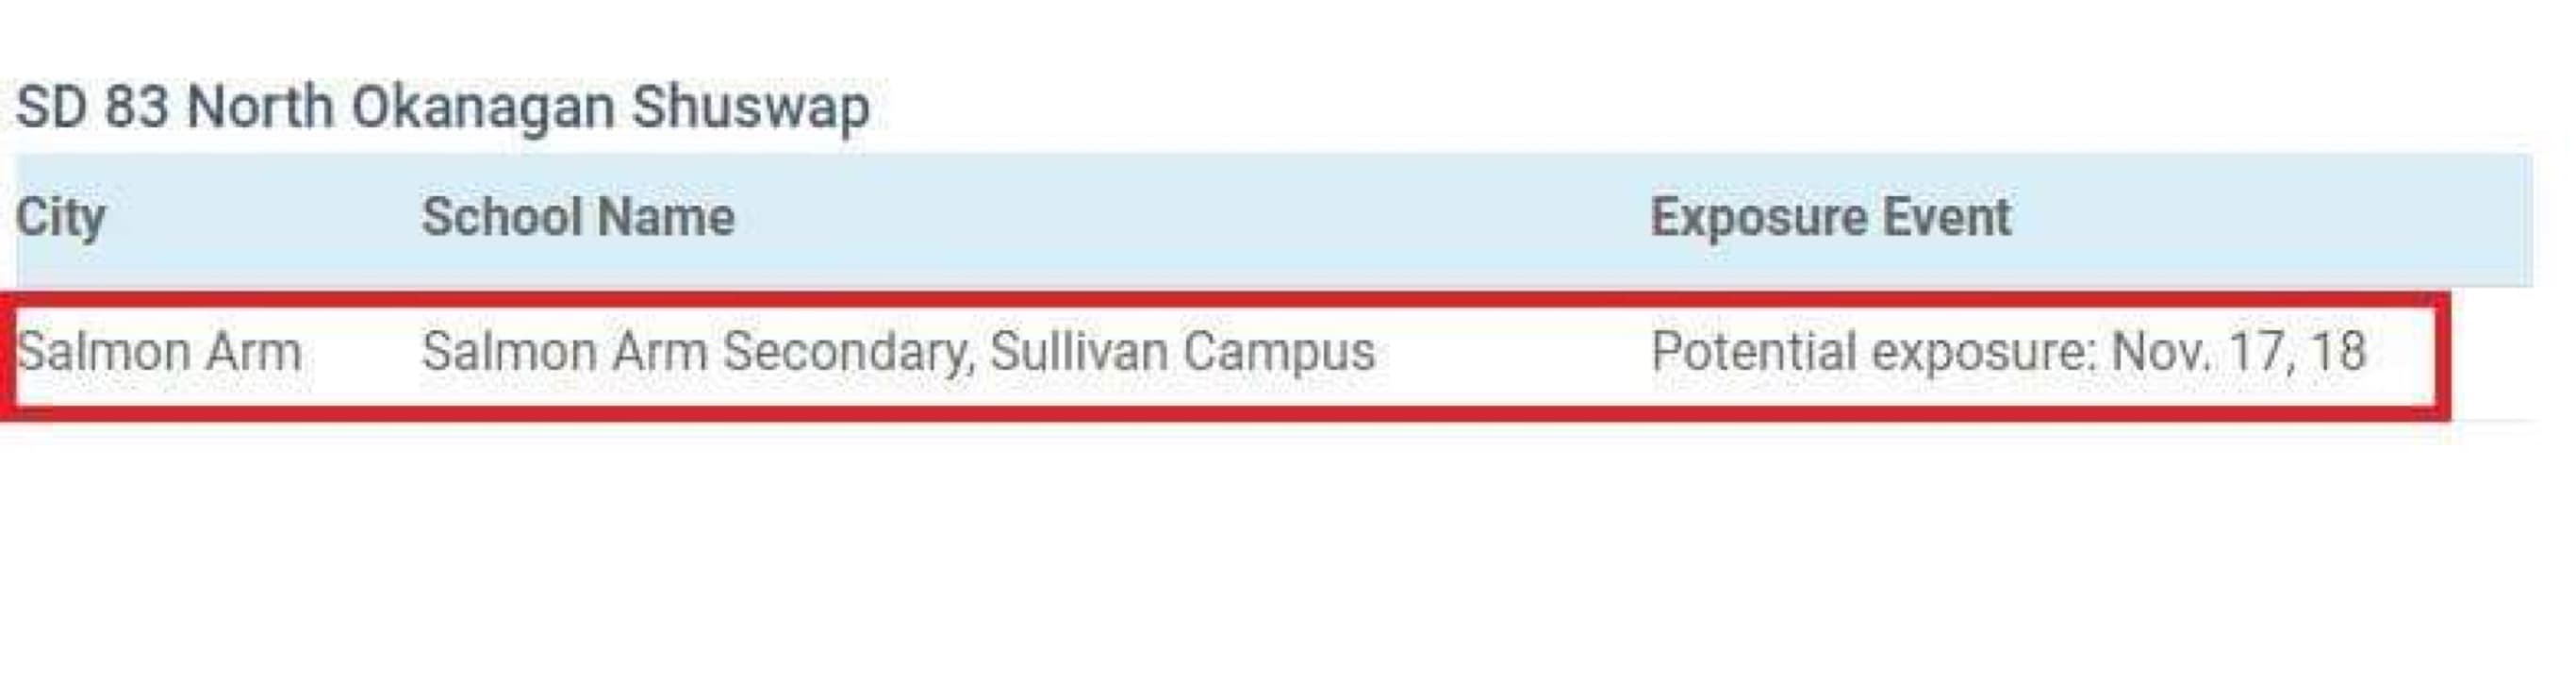 SD 83 North Okanagan Shuswap
City School Name Exposure Event
Salmon Arm Salmon Arm Secondary, Sullivan Campus Potential exposure: Nov. 17, 18